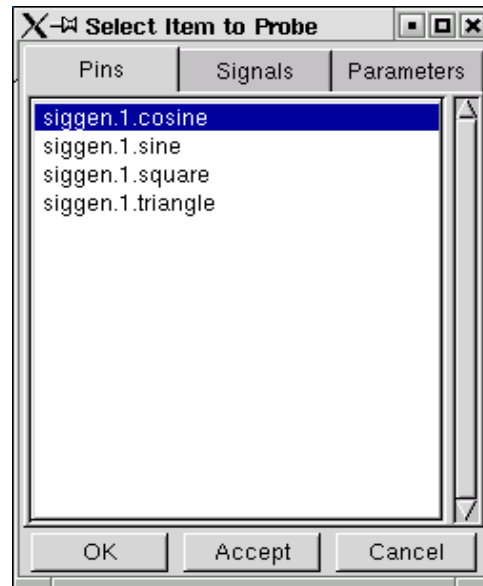 Select Item to Probe
Pins Signals Parameters
siggen.1.cosine
siggen.1.sine
siggen.1.square
siggen.1.triangle
OK Accept Cancel